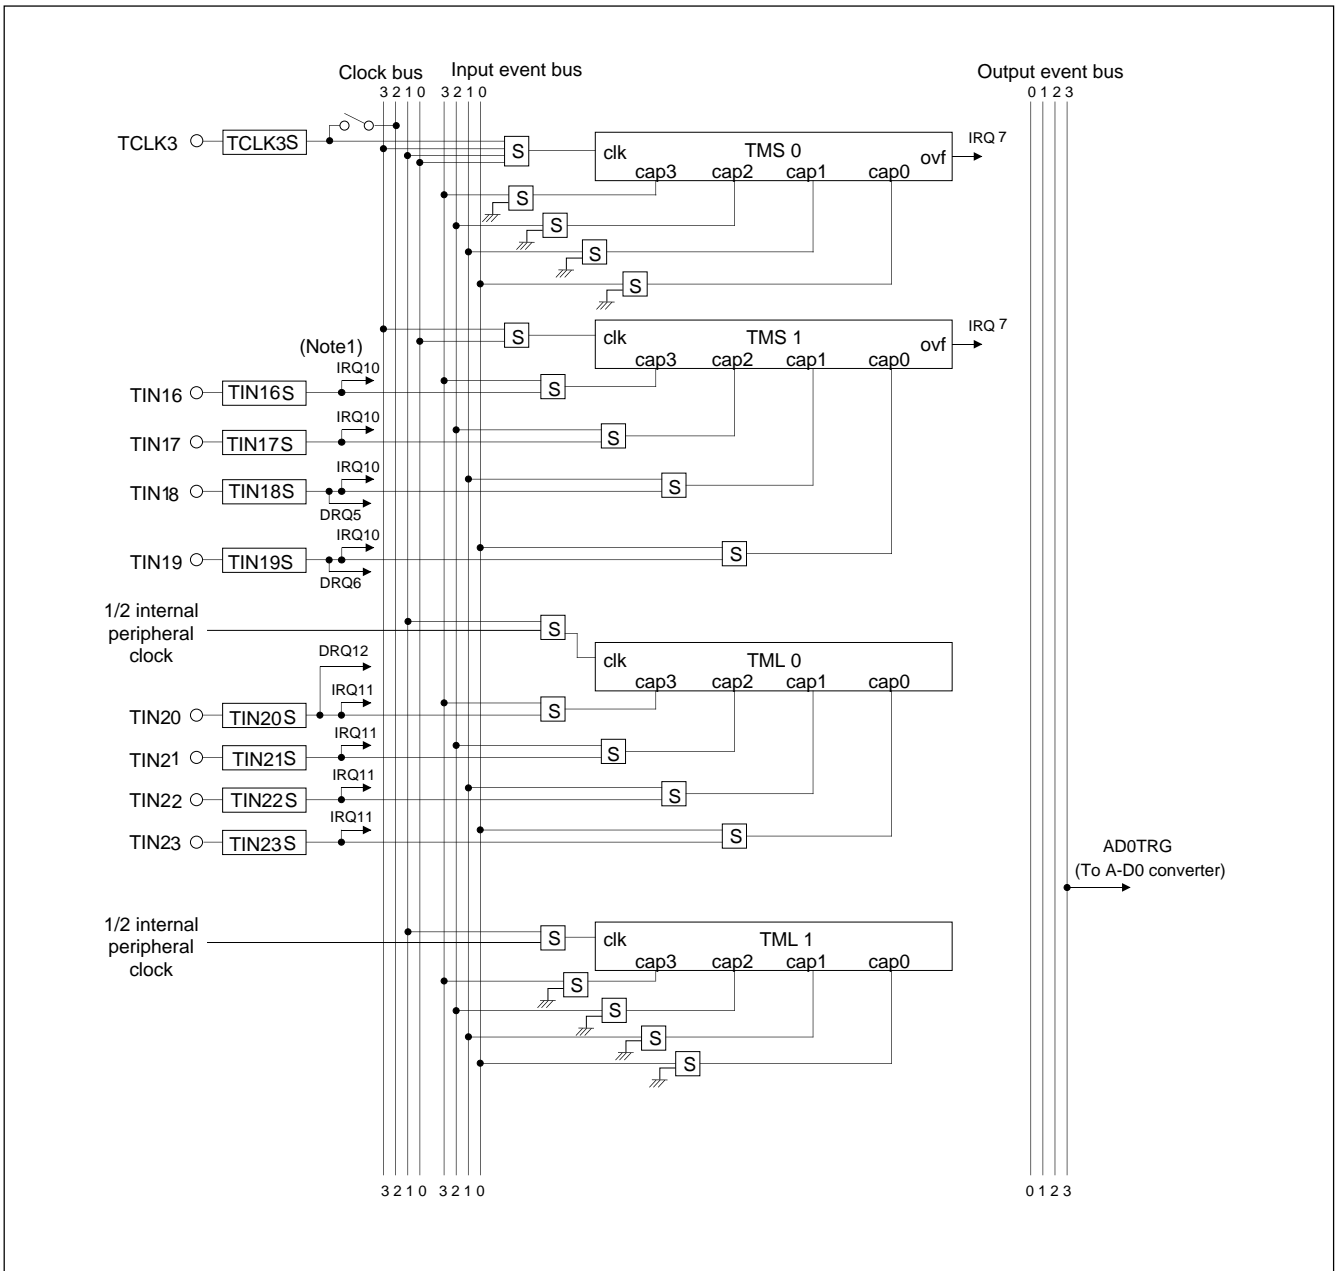 Clock bus Input event bus Output event bus
3 2 1 0 3 2 1 0 0 1 2 3
TCLK3 TCLK3S S clk TMS 0 ovf IRQ 7
cap3 cap2 cap1 cap0
S
S
S
S
S clk TMS 1 ovf IRQ 7
cap3 cap2 cap1 cap0
(Note1)
IRQ10
TIN16 TIN16S S
IRQ10
TIN17 TIN17S S
IRQ10
TIN18 TIN18S S
DRQ5
IRQ10
TIN19 TIN19S S
DRQ6
1/2 internal
peripheral
clock
S
clk TML 0
cap3 cap2 cap1 cap0
DRQ12
IRQ11
TIN20 TIN20S S
IRQ11
TIN21 TIN21S S
IRQ11
TIN22 TIN22S S
IRQ11
TIN23 TIN23S S
AD0TRG
(To A-D0 converter)
1/2 internal
peripheral
clock
S clk TML 1
cap3 cap2 cap1 cap0
S
S
S
S
3 2 1 0 3 2 1 0 0 1 2 3